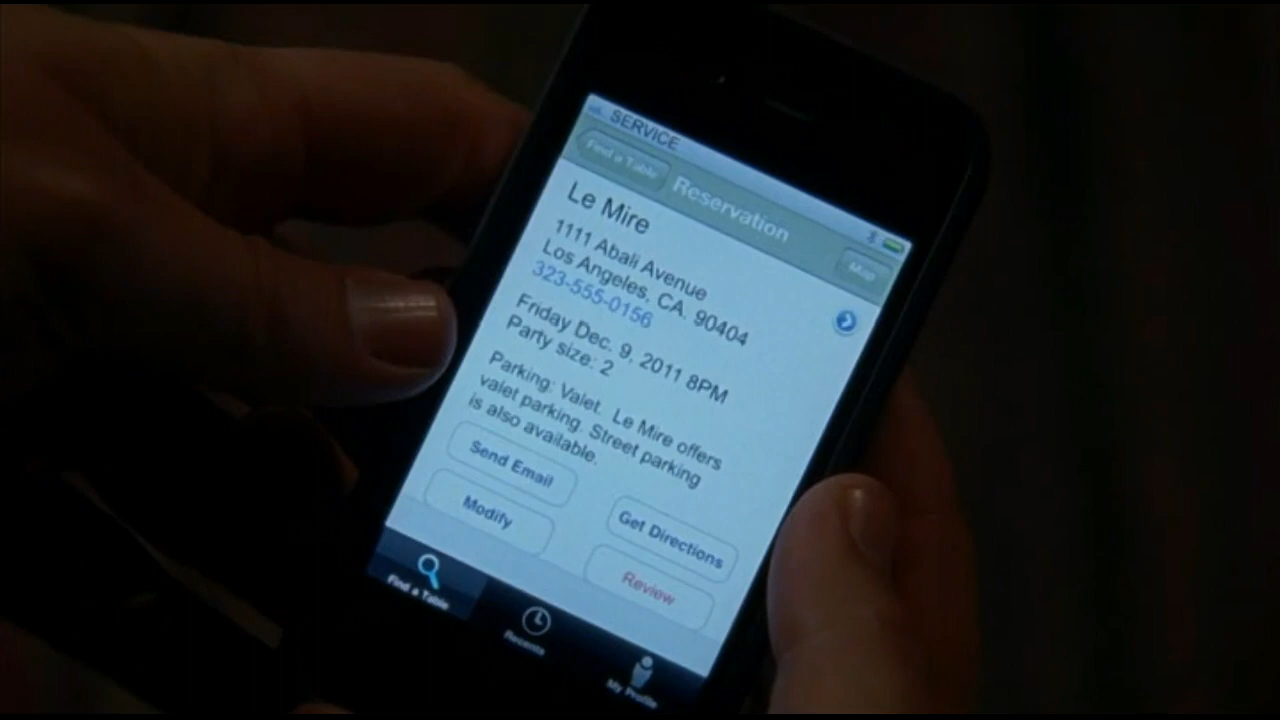 SERVICE
Find a Table
Reservation
Map
Le Mire
1111 Abali Avenue
Los Angeles, CA. 90404
323-555-0156
Friday Dec. 9, 2011 8PM
Party size: 2
Parking: Valet. Le Mire offers
valet parking. Street parking
is also available.
Send Email
Get Directions
Modify
Review
Find a Table
Recents
My Profile